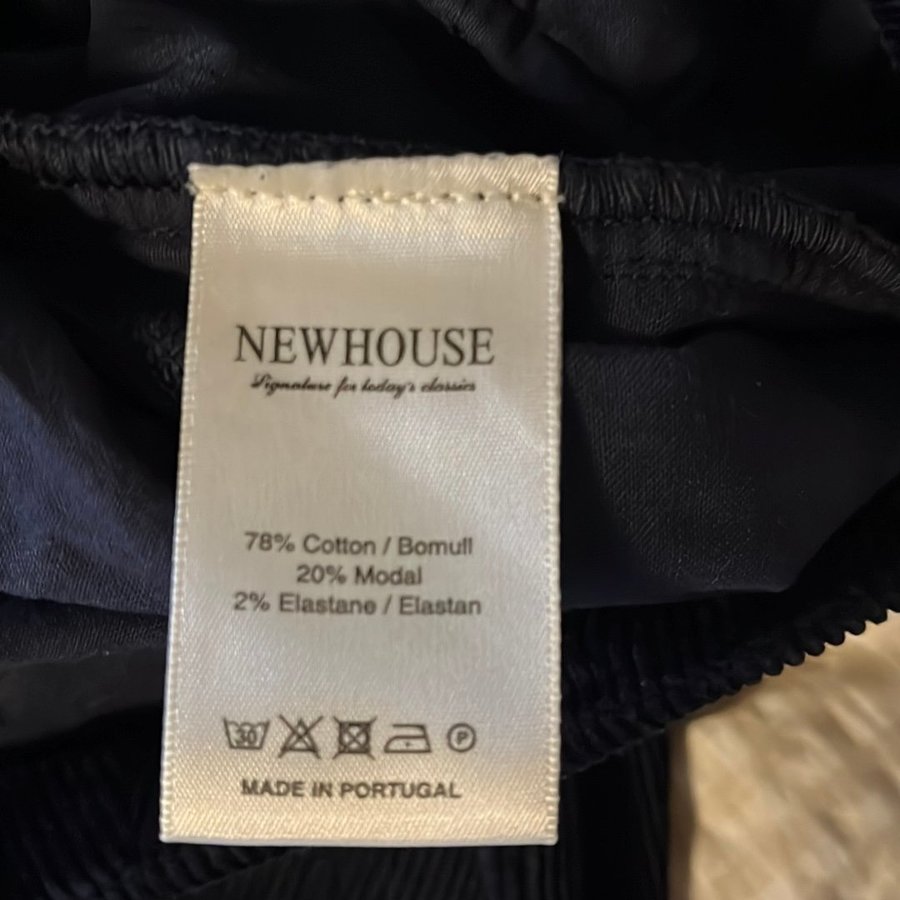 NEWHOUSE
Signature for today's classics
78% Cotton / Bomull
20% Modal
2% Elastane / Elastan
30 P
MADE IN PORTUGAL